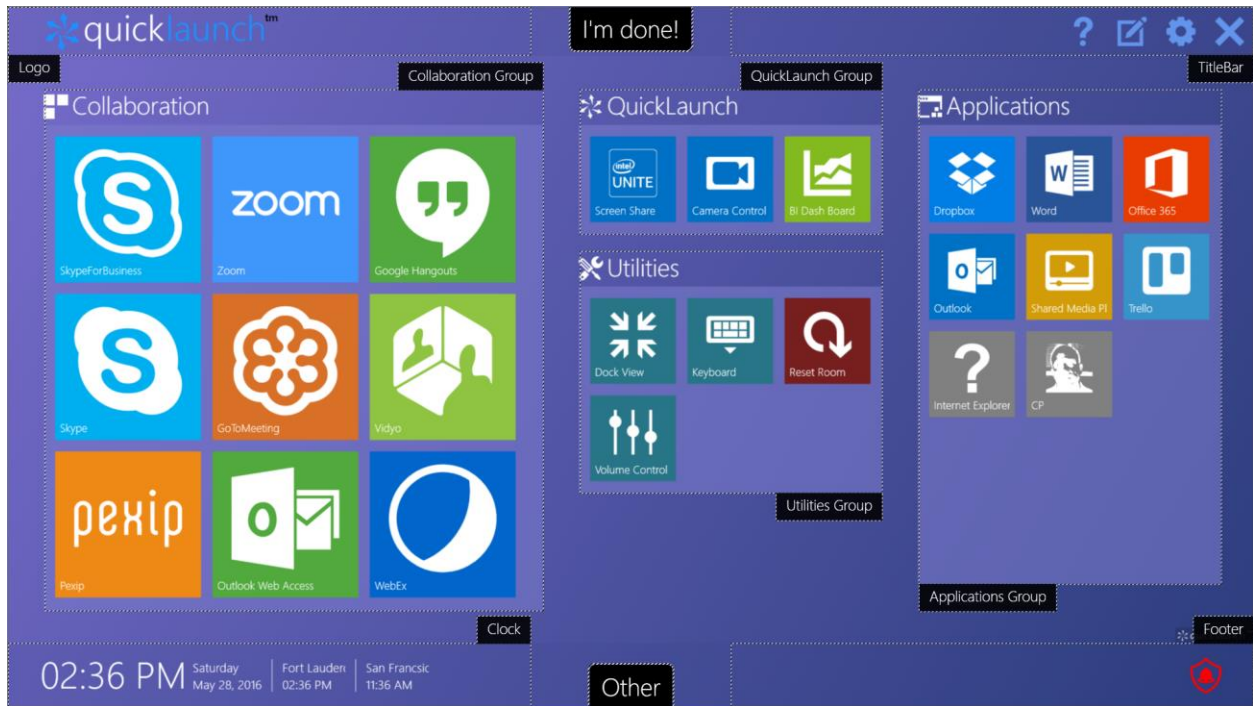 quicklaunch™
I'm done!
?
Logo
Collaboration Group
QuickLaunch Group
TitleBar
Collaboration
QuickLaunch
Applications
S
SkypeForBusiness
zoom
Zoom
Google Hangouts
intel
UNITE
Screen Share
Camera Control
BI Dash Board
Dropbox
W
Word
Office 365
Utilities
o
Outlook
Shared Media Pl
Trello
S
Skype
GoToMeeting
Vidyo
Dock View
Keyboard
Reset Room
?
Internet Explorer
CP
Volume Control
pexip
Pexip
o
Outlook Web Access
WebEx
Utilities Group
Applications Group
Clock
Footer
02:36 PM
Saturday
May 28, 2016
Fort Lauder
02:36 PM
San Francsic
11:36 AM
Other